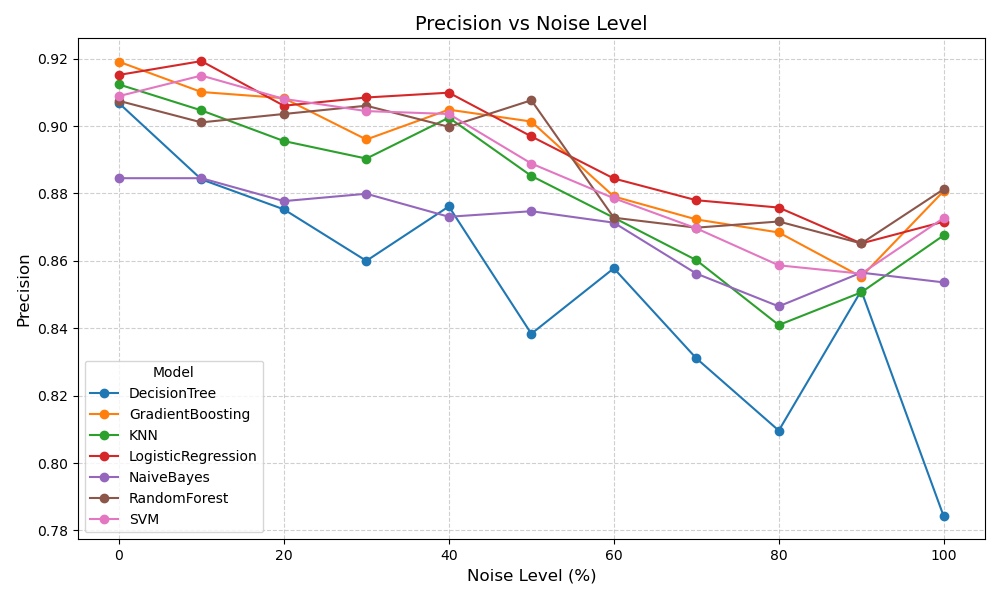 Precision vs Noise Level
Precision
0.92
0.90
0.88
0.86
0.84
0.82
0.80
0.78
Model
DecisionTree
GradientBoosting
KNN
LogisticRegression
NaiveBayes
RandomForest
SVM
0 20 40 60 80 100
Noise Level (%)